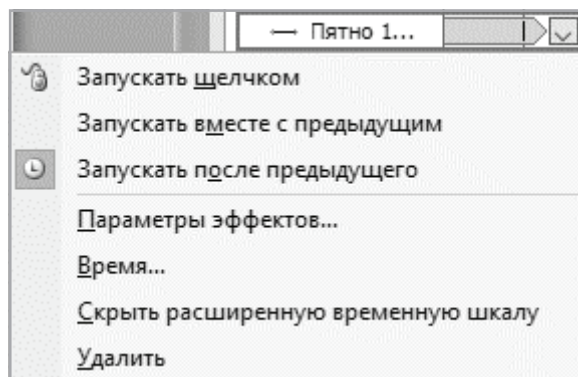 Пятно 1...
Запускать щелчком
Запускать вместе с предыдущим
Запускать после предыдущего
Параметры эффектов...
Время...
Скрыть расширенную временную шкалу
Удалить